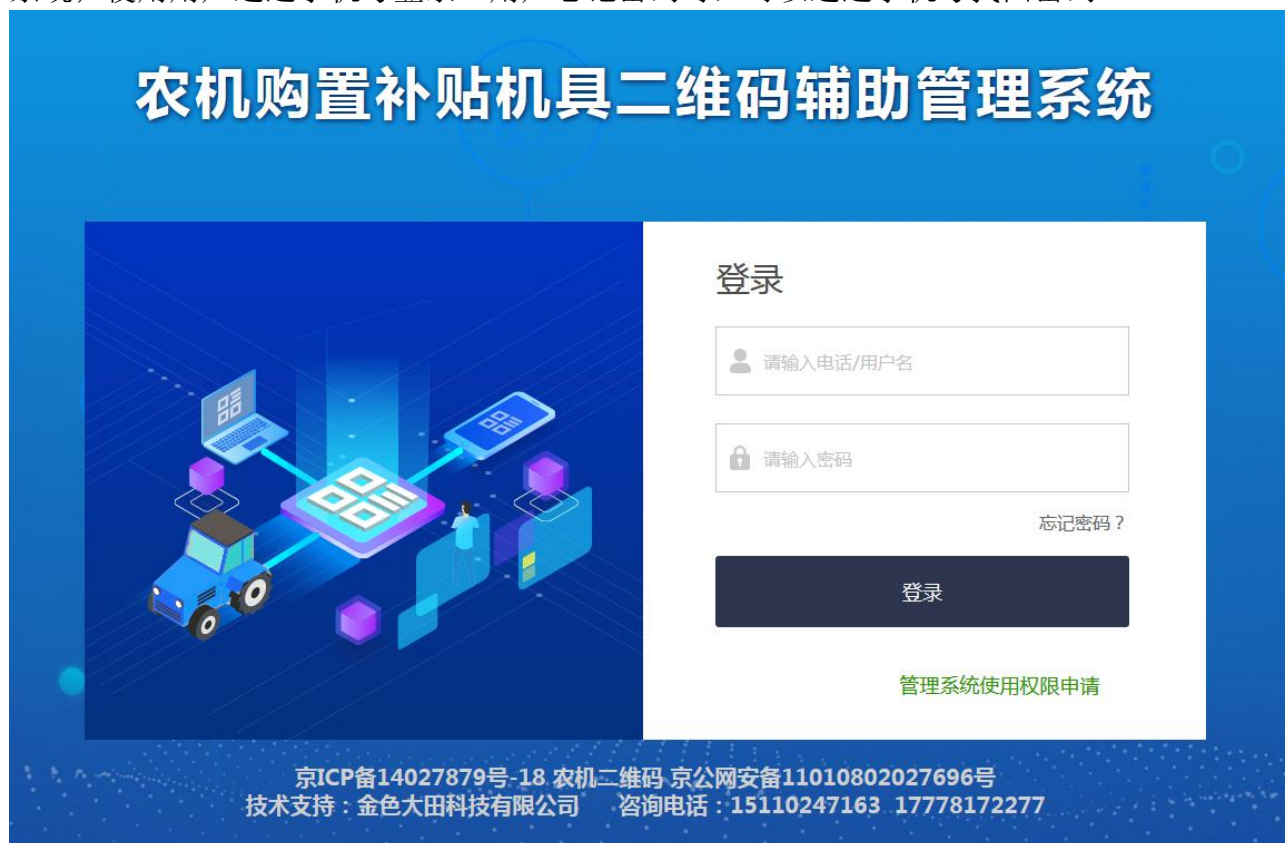 农机购置补贴机具二维码辅助管理系统
登录
请输入电话/用户名
请输入密码
忘记密码？
登录
管理系统使用权限申请
京ICP备14027879号-18 农机二维码 京公网安备11010802027696号
技术支持：金色大田科技有限公司 咨询电话：15110247163 17778172277